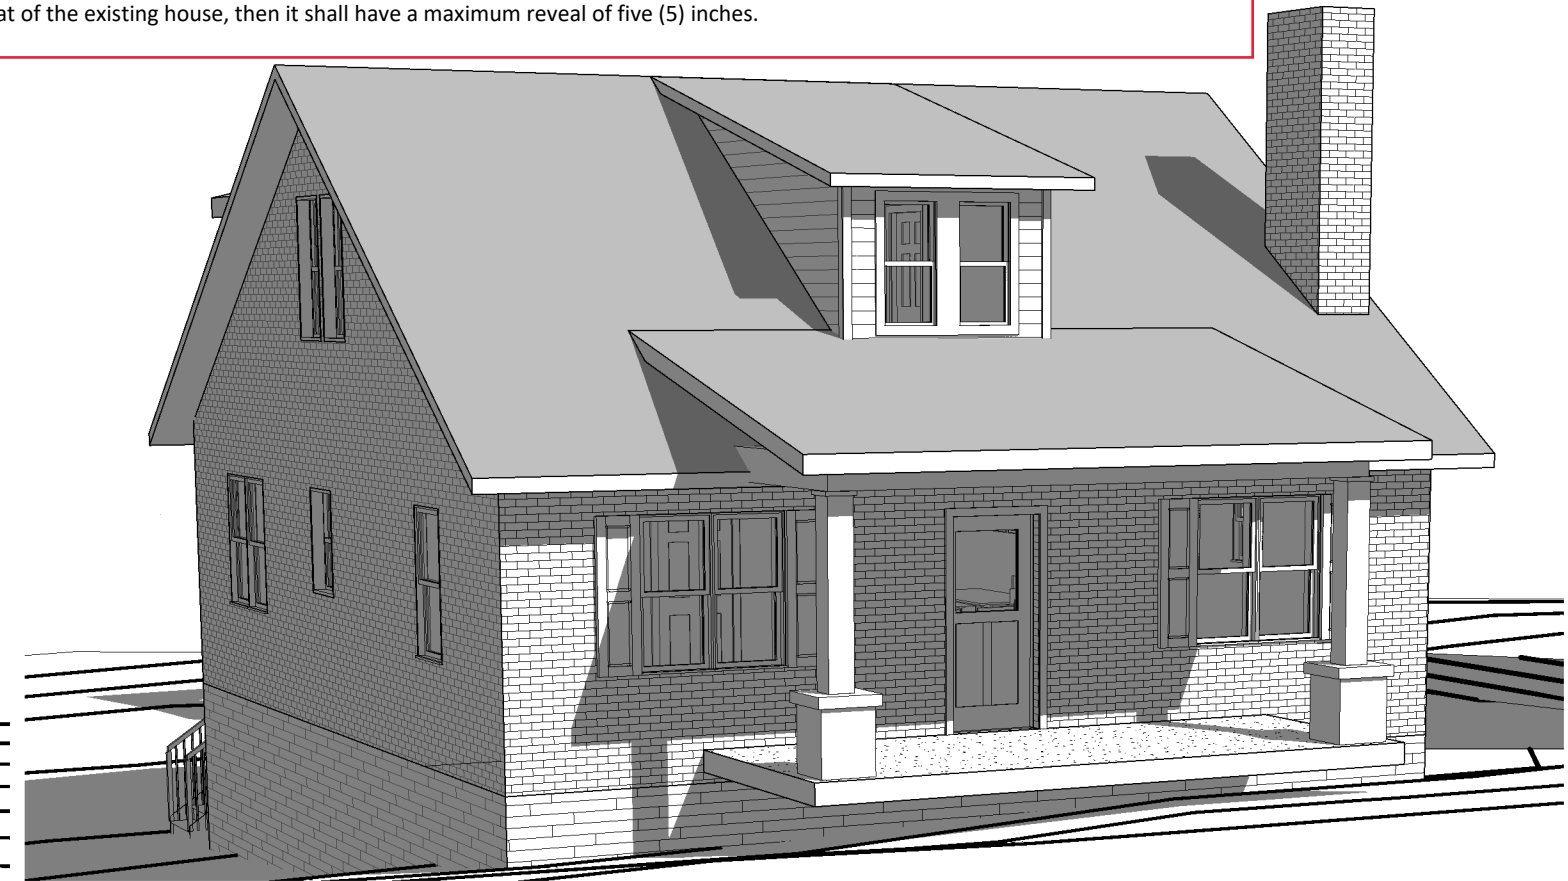 at of the existing house, then it shall have a maximum reveal of five (5) inches.